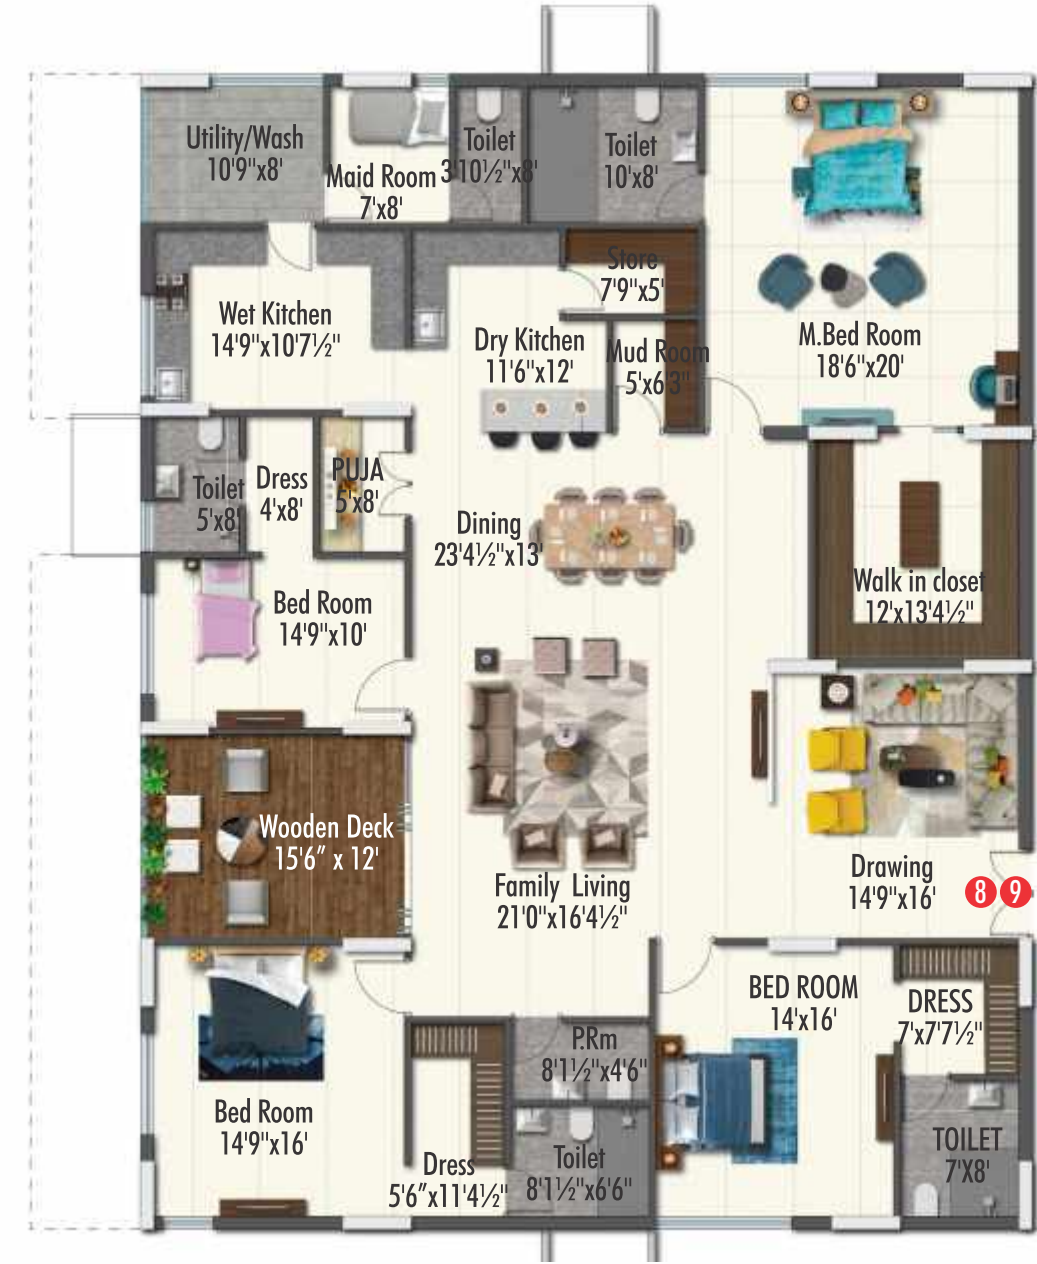 Utility/Wash
10'9"x8'
Maid Room
7'x8'
Toilet
3'10½"x8'
Toilet
10'x8'
Store
7'9"x5'
Wet Kitchen
14'9"x10'7½"
Dry Kitchen
11'6"x12'
Mud Room
5'x6'3"
M.Bed Room
18'6"x20'
Toilet
5'x8'
Dress
4'x8'
PUJA
5'x8'
Dining
23'4½"x13'
Walk in closet
12'x13'4½"
Bed Room
14'9"x10'
Wooden Deck
15'6” x 12'
Family Living
21'0"x16'4½"
Drawing
14'9"x16'
8 9
BED ROOM
14'x16'
DRESS
7'x7'7½"
P.Rm
8'1½"x4'6"
Bed Room
14'9"x16'
Dress
5'6”x11'4½"
Toilet
8'1½"x6'6"
TOILET
7'X8'